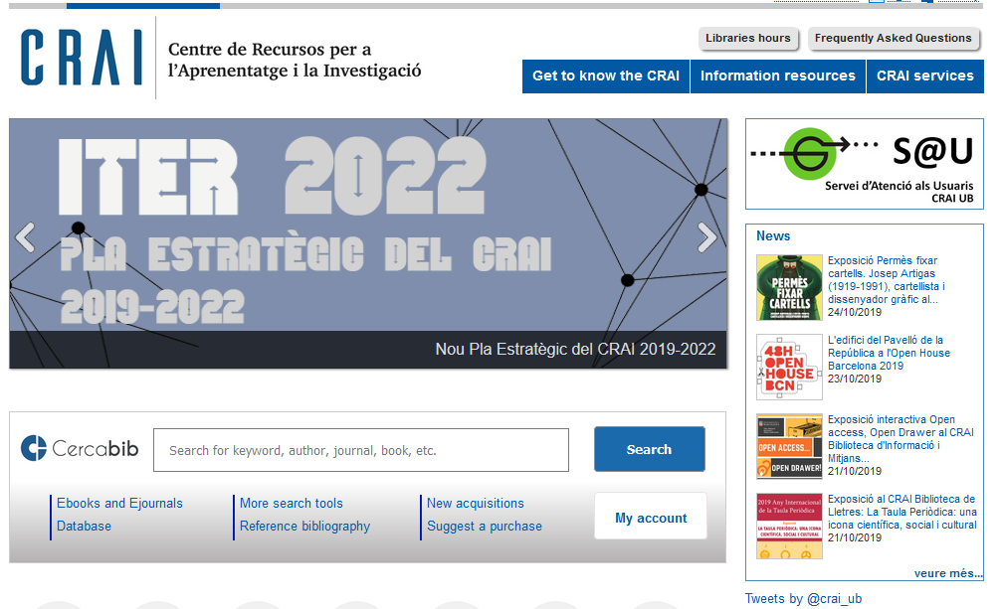 CRAI
Centre de Recursos per a
l'Aprenentatge i la Investigació
Libraries hours
Frequently Asked Questions
Get to know the CRAI
Information resources
CRAI services
ITER 2022
PLA ESTRATÈGIC DEL CRAI
2019-2022
Nou Pla Estratègic del CRAI 2019-2022
S@U
Servei d'Atenció als Usuaris
CRAI UB
News
PERMÈS
FIXAR
CARTELLS
Exposició Permès fixar
cartells. Josep Artigas
(1919-1991), cartellista i
dissenyador gràfic al...
24/10/2019
48H
OPEN
HOUSE
BCN
L'edifici del Pavelló de la
República a l'Open House
Barcelona 2019
23/10/2019
OPEN ACCESS...
OPEN DRAWER!
Exposició interactiva Open
access, Open Drawer al CRAI
Biblioteca d'Informació i
Mitjans...
21/10/2019
2019 Any Internacional
de la Taula Periòdica
LA TAULA PERIÒDICA: UNA ICONA
CIENTÍFICA, SOCIAL I CULTURAL
Exposició al CRAI Biblioteca de
Lletres: La Taula Periòdica: una
icona científica, social i cultural
21/10/2019
veure més...
Tweets by @crai_ub
Cercabib
Search for keyword, author, journal, book, etc.
Search
Ebooks and Ejournals
Database
More search tools
Reference bibliography
New acquisitions
Suggest a purchase
My account